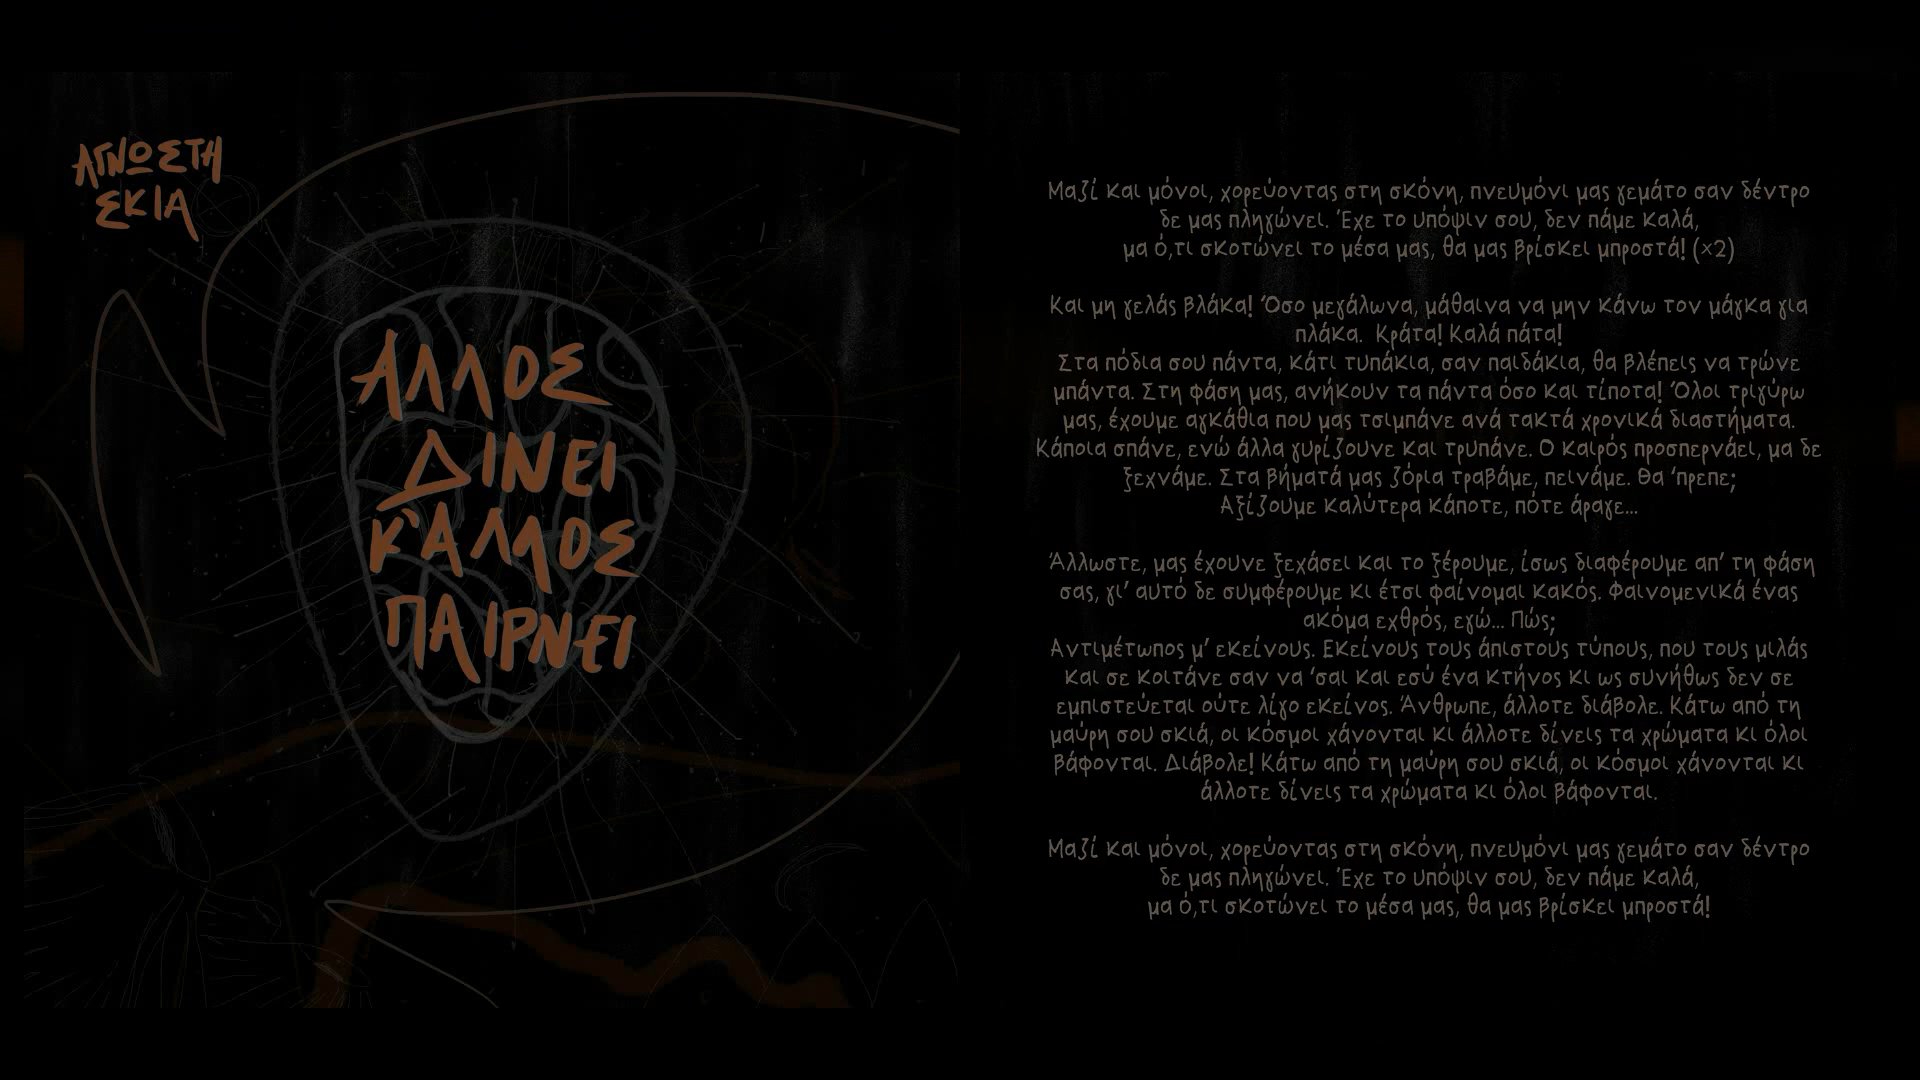 ΑΓΝΩΣΤΗ
ΣΚΙΑ
ΑΛΛΟΣ
ΔΙΝΕΙ
Κ'ΑΛΛΟΣ
ΠΑΙΡΝΕΙ
Μαζί και μόνοι, χορεύοντας στη σκόνη, πνευμόνι μας γεμάτο σαν δέντρο
δε μας πληγώνει. Έχε το υπόψιν σου, δεν πάμε καλά,
μα ό,τι σκοτώνει το μέσα μας, θα μας βρίσκει μπροστά! (x2)
Και μη γελάς βλάκα! Όσο μεγάλωνα, μάθαινα να μην κάνω τον μάγκα για
πλάκα. Κράτα! Καλά πάτα!
Στα πόδια σου πάντα, κάτι τυπάκια, σαν παιδάκια, θα βλέπεις να τρώνε
μπάντα. Στη φάση μας, ανήκουν τα πάντα όσο και τίποτα! Όλοι τριγύρω
μας, έχουμε αγκάθια που μας τσιμπάνε ανά τακτά χρονικά διαστήματα.
Κάποια σπάνε, ενώ άλλα γυρίζουνε και τρυπάνε. Ο καιρός προσπερνάει, μα δε
ξεχνάμε. Στα βήματά μας ζόρια τραβάμε, πεινάμε. Θα 'πρεπε;
Αξίζουμε καλύτερα κάποτε, πότε άραγε...
Άλλωστε, μας έχουνε ξεχάσει και το ξέρουμε, ίσως διαφέρουμε απ' τη φάση
σας, γι' αυτό δε συμφέρουμε κι έτσι φαίνομαι κακός. Φαινομενικά ένας
ακόμα εχθρός, εγώ... Πώς;
Αντιμέτωπος μ' εκείνους. Εκείνους τους άπιστους τύπους, που τους μιλάς
και σε κοιτάνε σαν να 'σαι και εσύ ένα κτήνος κι ως συνήθως δεν σε
εμπιστεύεται ούτε λίγο εκείνος. Άνθρωπε, άλλοτε διάβολε. Κάτω από τη
μαύρη σου σκιά, οι κόσμοι χάνονται κι άλλοτε δίνεις τα χρώματα κι όλοι
βάφονται. Διάβολε! Κάτω από τη μαύρη σου σκιά, οι κόσμοι χάνονται κι
άλλοτε δίνεις τα χρώματα κι όλοι βάφονται.
Μαζί και μόνοι, χορεύοντας στη σκόνη, πνευμόνι μας γεμάτο σαν δέντρο
δε μας πληγώνει. Έχε το υπόψιν σου, δεν πάμε καλά,
μα ό,τι σκοτώνει το μέσα μας, θα μας βρίσκει μπροστά!